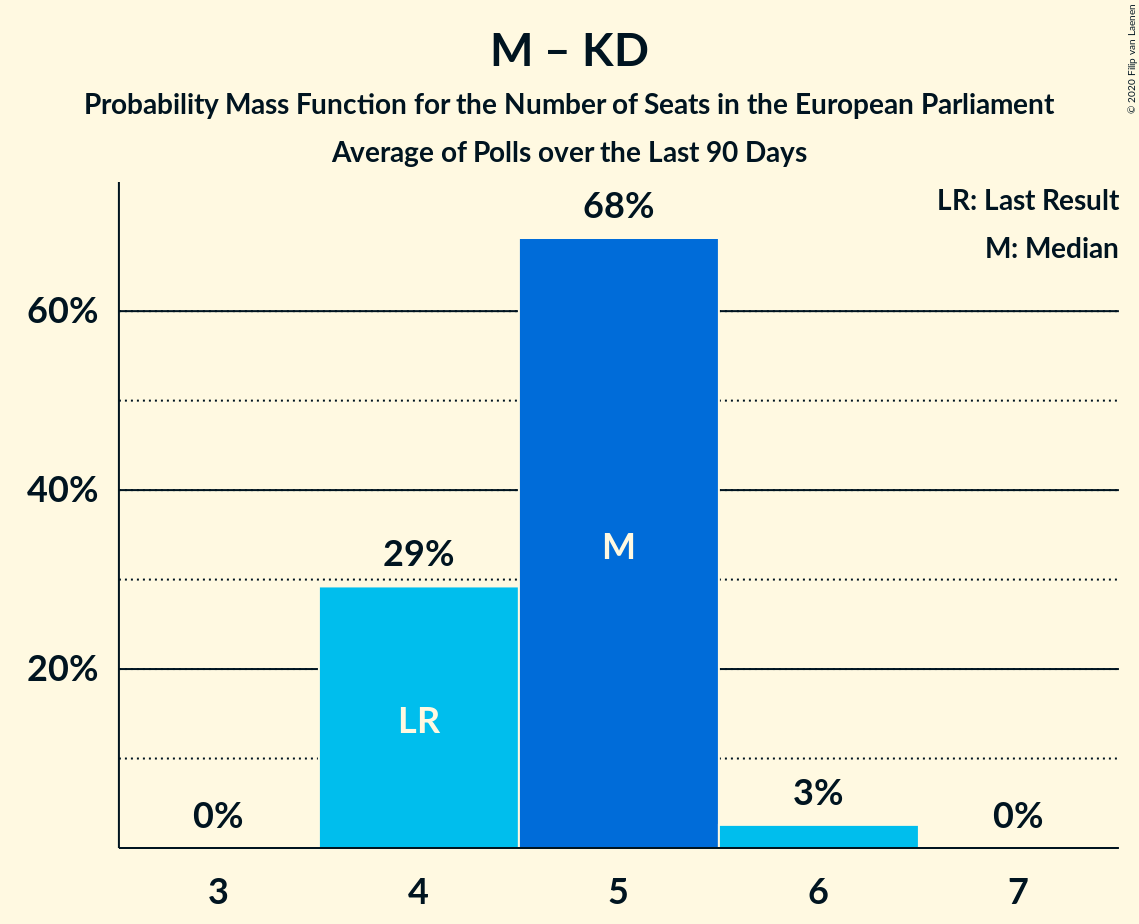 M – KD
Probability Mass Function for the Number of Seats in the European Parliament
Average of Polls over the Last 90 Days
© 2020 Filip van Laenen
LR: Last Result
M: Median
68%
60%
40%
29%
M
20%
LR
3%
0%
0%
3
4
5
6
7